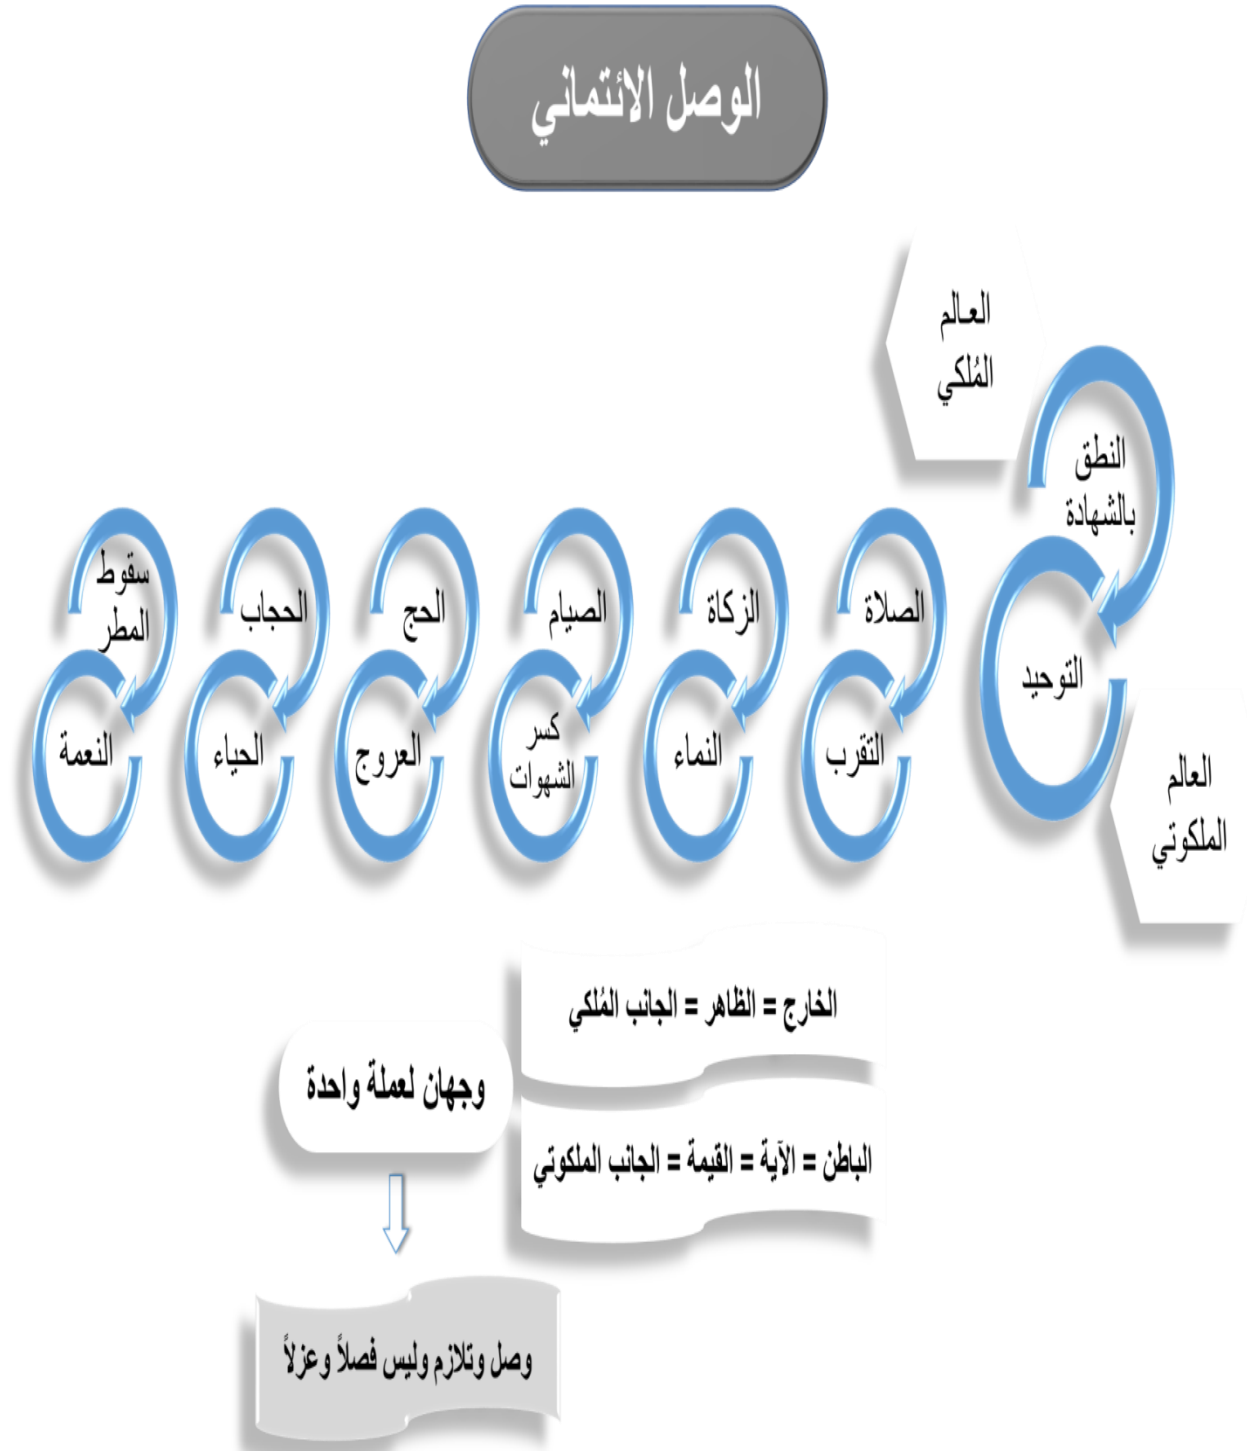 الوصل الائتماني
العالم
المُلكي
النطق
بالشهادة
التوحيد
العالم
الملكوتي
الصلاة
التقرب
الزكاة
النماء
الصيام
كسر
الشهوات
الحج
العروج
الحجاب
الحياء
سقوط
المطر
النعمة
الخارج = الظاهر = الجانب المُلكي
الباطن = الآية = القيمة = الجانب الملكوتي
وجهان لعملة واحدة
وصل وتلازم وليس فصلاً وعزلاً